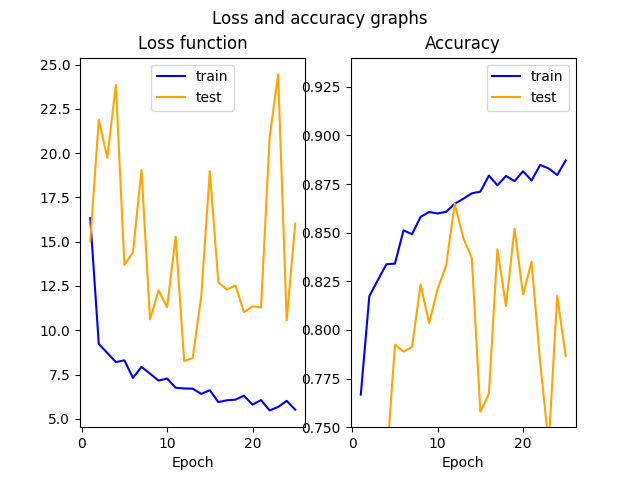 Loss and accuracy graphs
Loss function
25.0
22.5
20.0
17.5
15.0
12.5
10.0
7.5
5.0
0
10
20
Epoch
train
test
Accuracy
0.925
0.900
0.875
0.850
0.825
0.800
0.775
0.750
0
10
20
Epoch
train
test